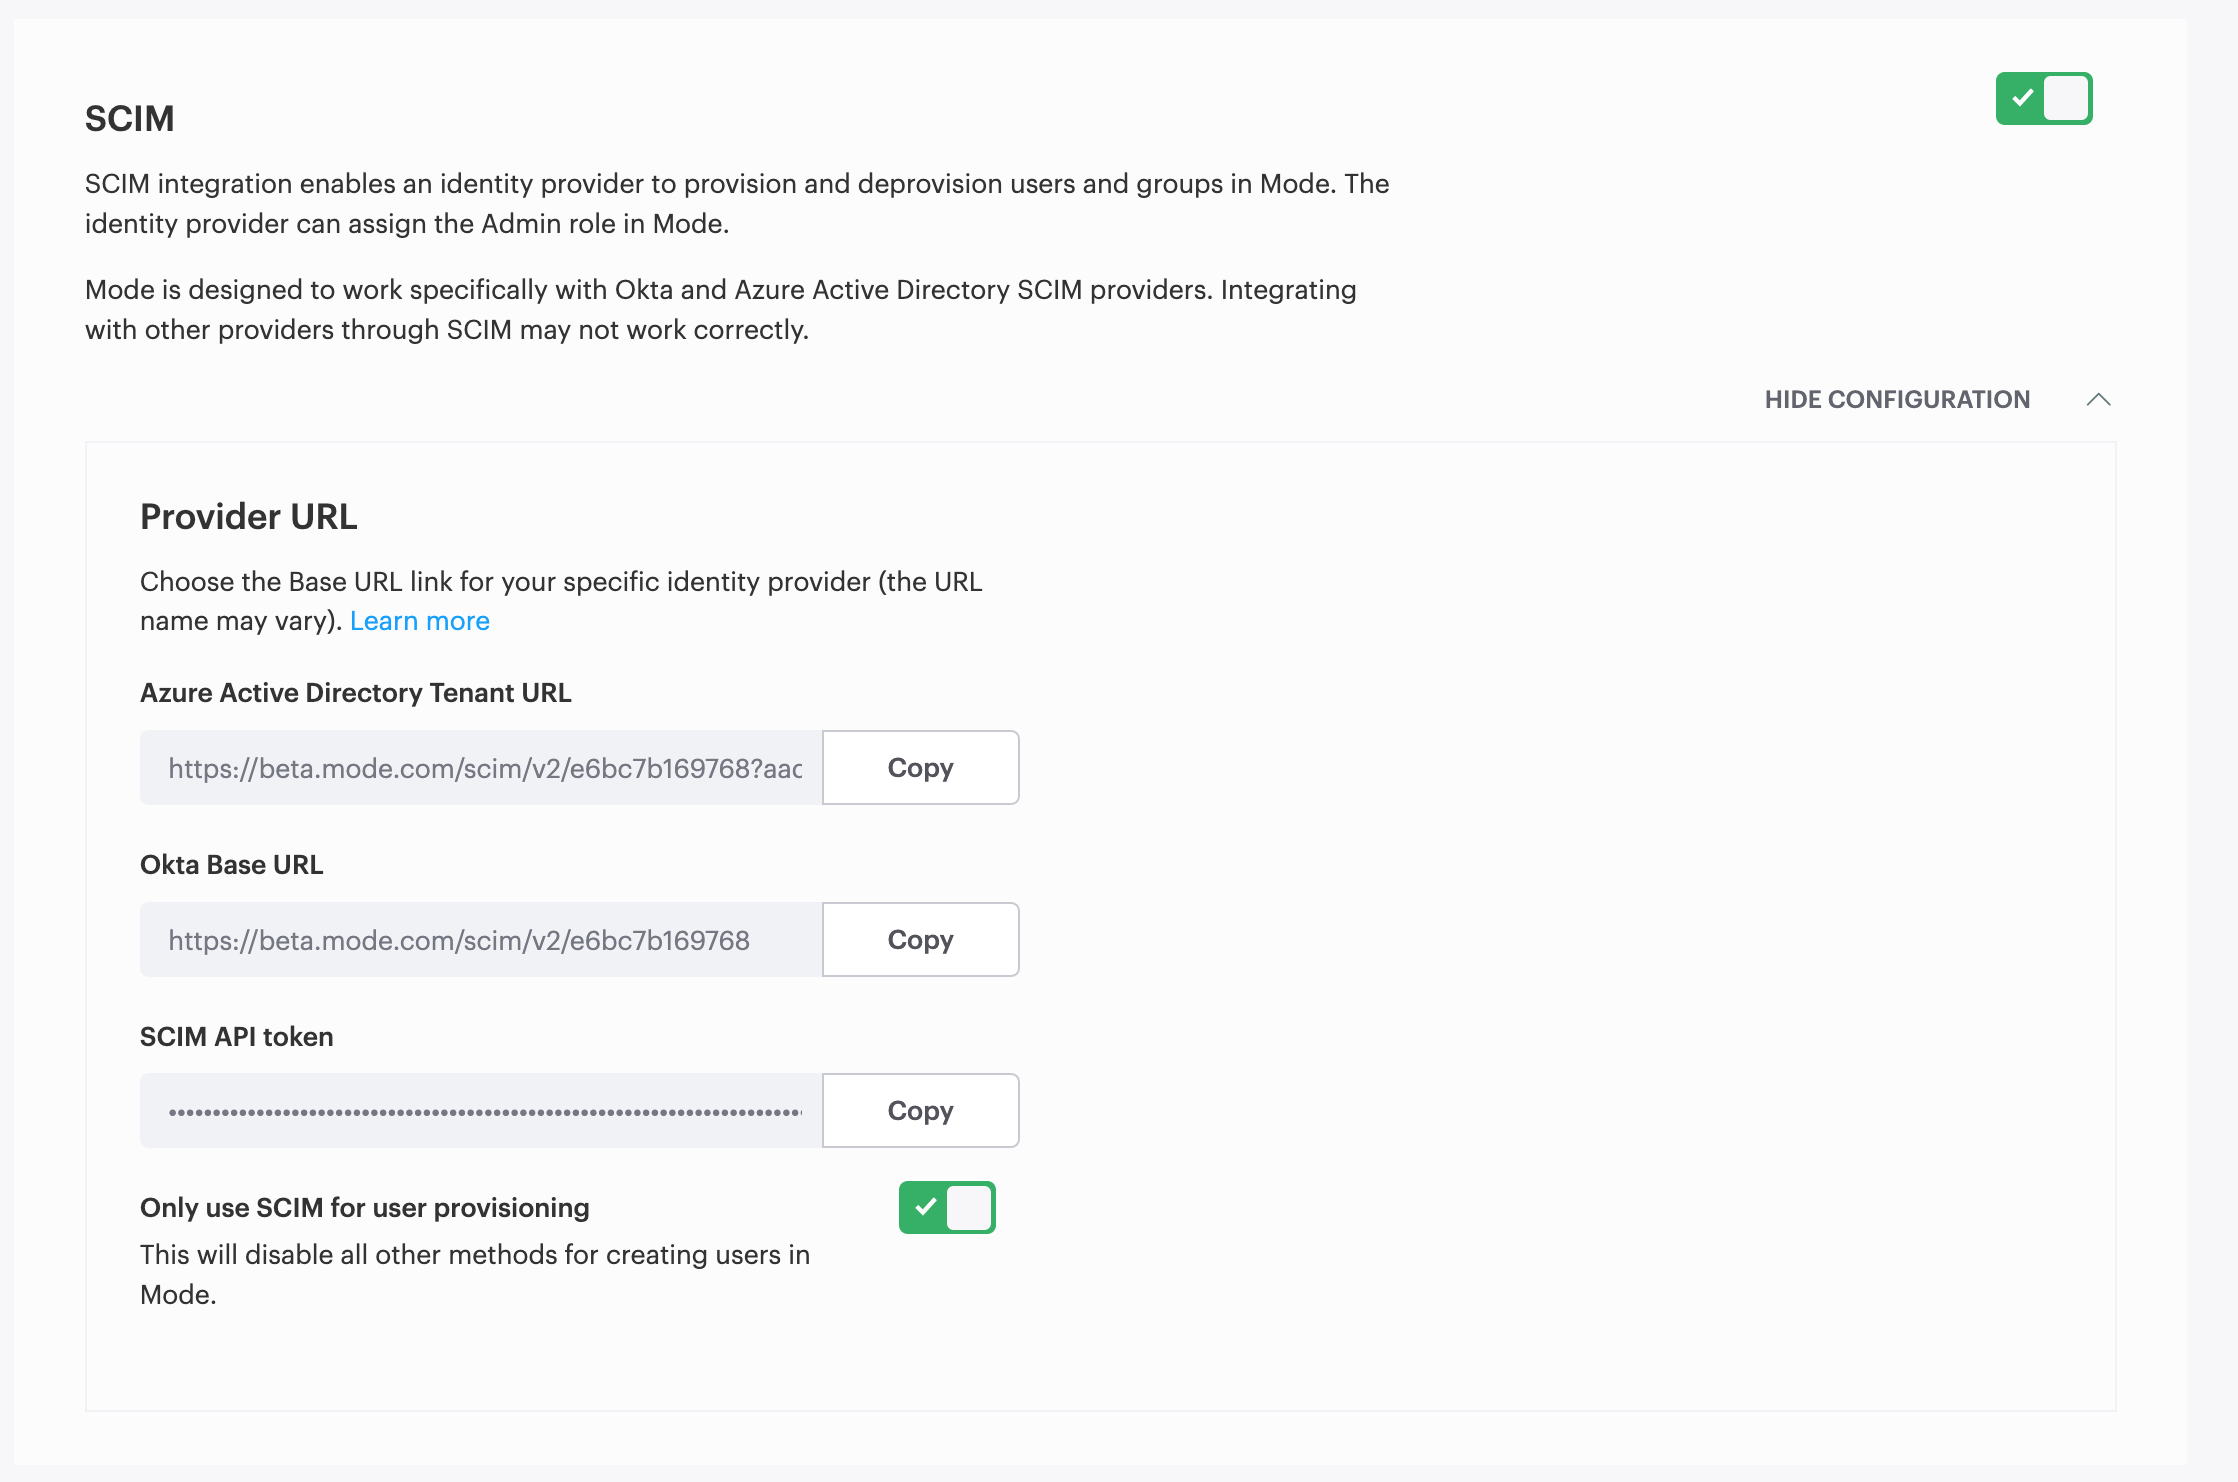 SCIM
SCIM integration enables an identity provider to provision and deprovision users and groups in Mode. The
identity provider can assign the Admin role in Mode.
Mode is designed to work specifically with Okta and Azure Active Directory SCIM providers. Integrating
with other providers through SCIM may not work correctly.
HIDE CONFIGURATION
Provider URL
Choose the Base URL link for your specific identity provider (the URL
name may vary). Learn more
Azure Active Directory Tenant URL
https://beta.mode.com/scim/v2/e6bc7b169768?aac Copy
Okta Base URL
https://beta.mode.com/scim/v2/e6bc7b169768 Copy
SCIM API token
Copy
Only use SCIM for user provisioning
This will disable all other methods for creating users in
Mode.